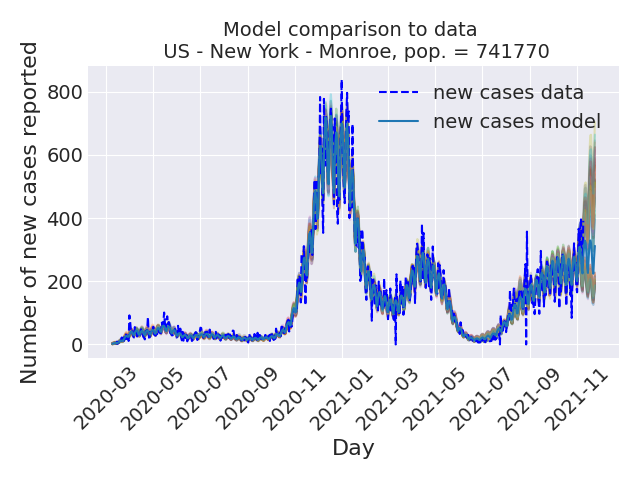 Model comparison to data
US - New York - Monroe, pop. = 741770
Number of new cases reported
800
600
400
200
0
new cases data
new cases model
2020-03
2020-05
2020-07
2020-09
2020-11
2021-01
2021-03
2021-05
2021-07
2021-09
2021-11
Day